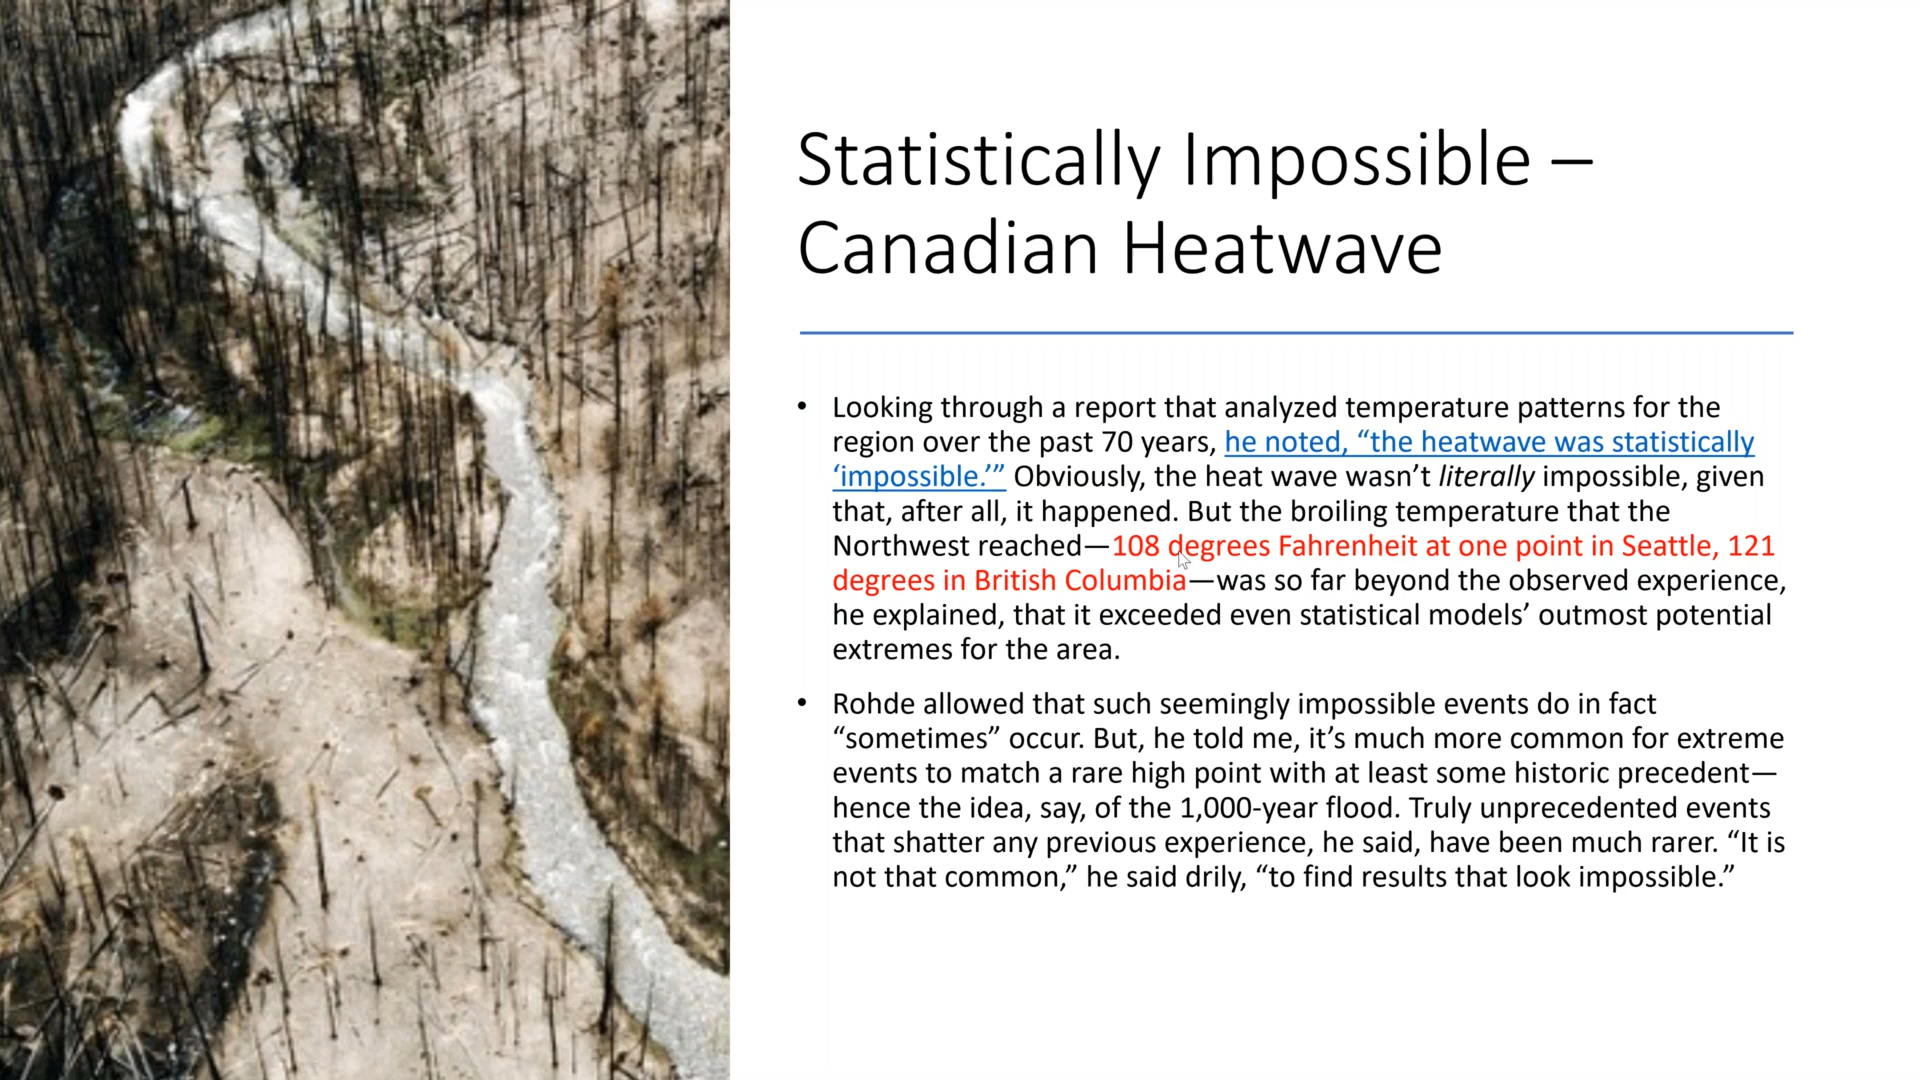 Statistically Impossible –
Canadian Heatwave
• Looking through a report that analyzed temperature patterns for the
region over the past 70 years, he noted, “the heatwave was statistically
‘impossible.’” Obviously, the heat wave wasn’t literally impossible, given
that, after all, it happened. But the broiling temperature that the
Northwest reached—108 degrees Fahrenheit at one point in Seattle, 121
degrees in British Columbia—was so far beyond the observed experience,
he explained, that it exceeded even statistical models’ outmost potential
extremes for the area.
• Rohde allowed that such seemingly impossible events do in fact
“sometimes” occur. But, he told me, it’s much more common for extreme
events to match a rare high point with at least some historic precedent—
hence the idea, say, of the 1,000-year flood. Truly unprecedented events
that shatter any previous experience, he said, have been much rarer. “It is
not that common,” he said drily, “to find results that look impossible.”